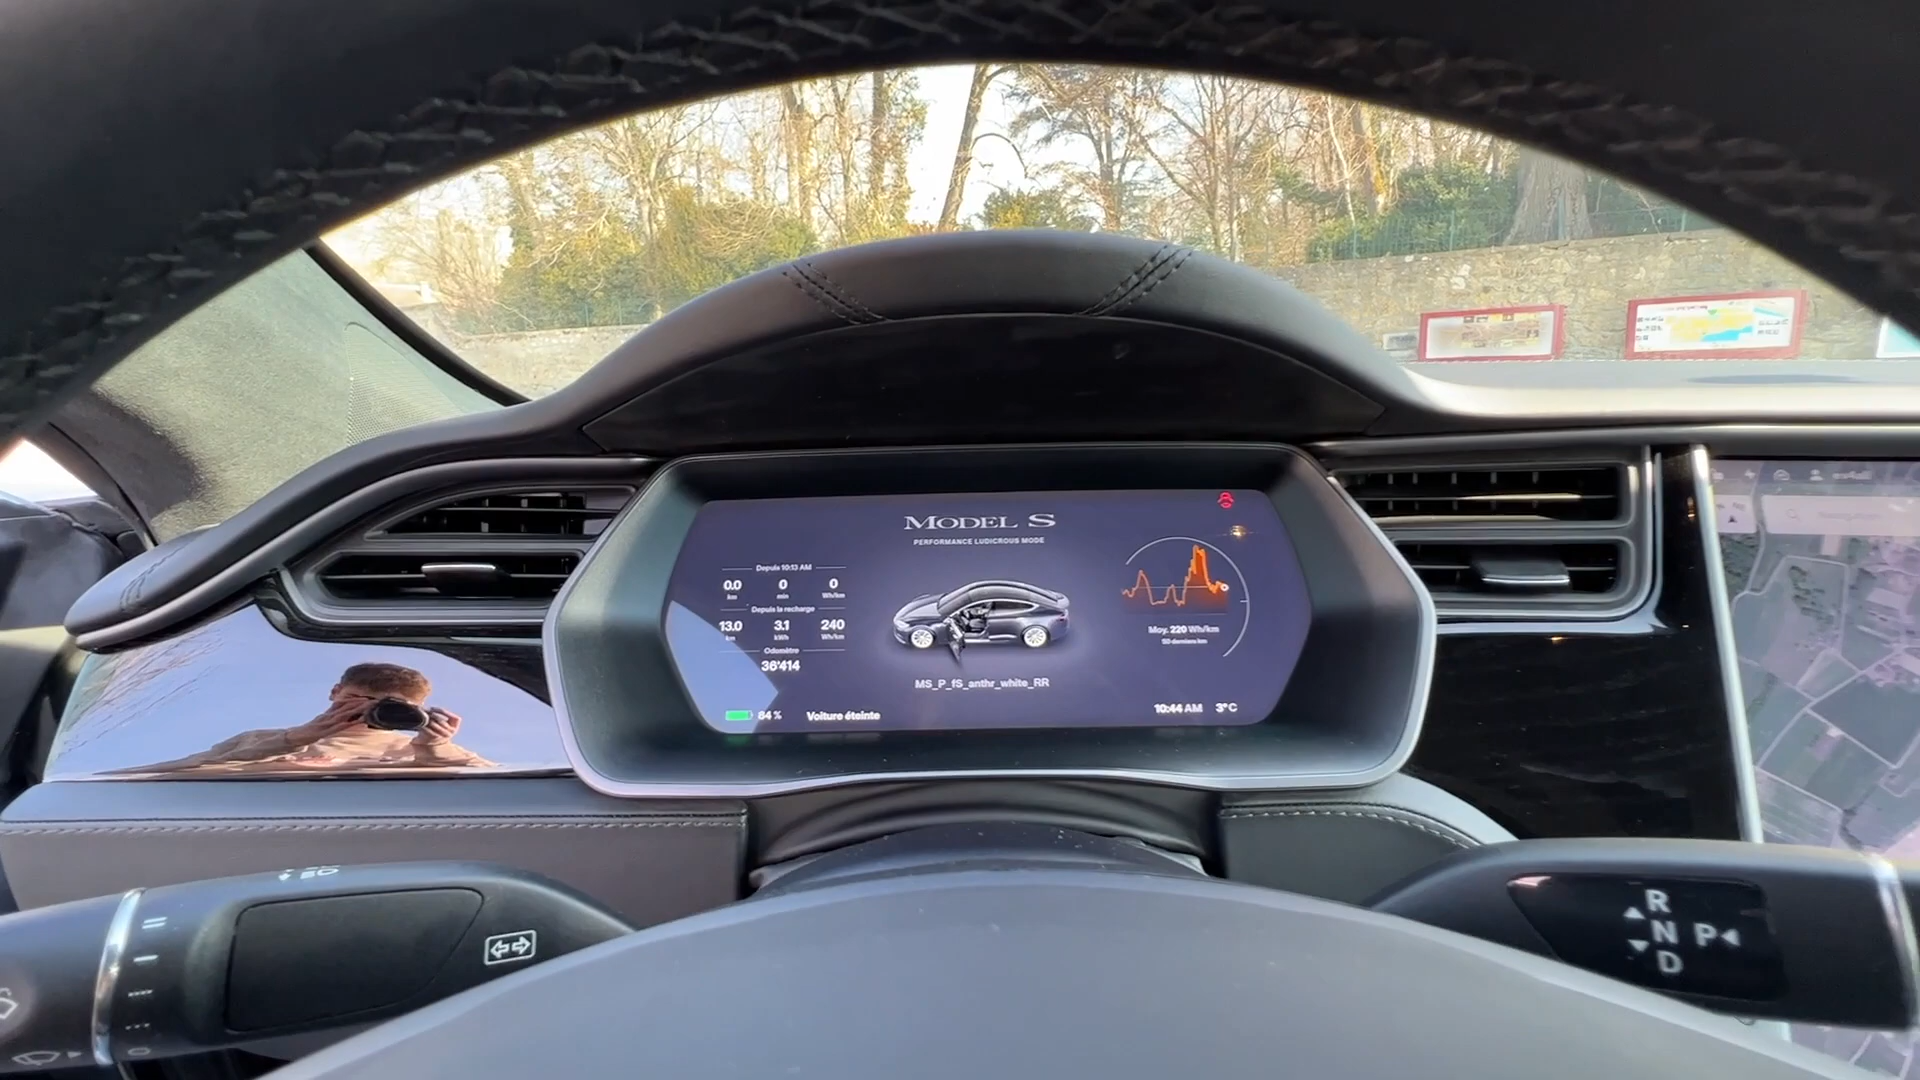 MODEL S
PERFORMANCE LUDICROUS MODE
Depuis 10:13 AM
0.0 0 0
km min Wh/km
Depuis la recharge
13.0 3.1 240
km kWh Wh/km
Odomètre
36'414
Moy. 220 Wh/km
50 derniers km
MS_P_fS_anthr_white_RR
84 % Voiture éteinte
10:44 AM 3°C
R
N P
D